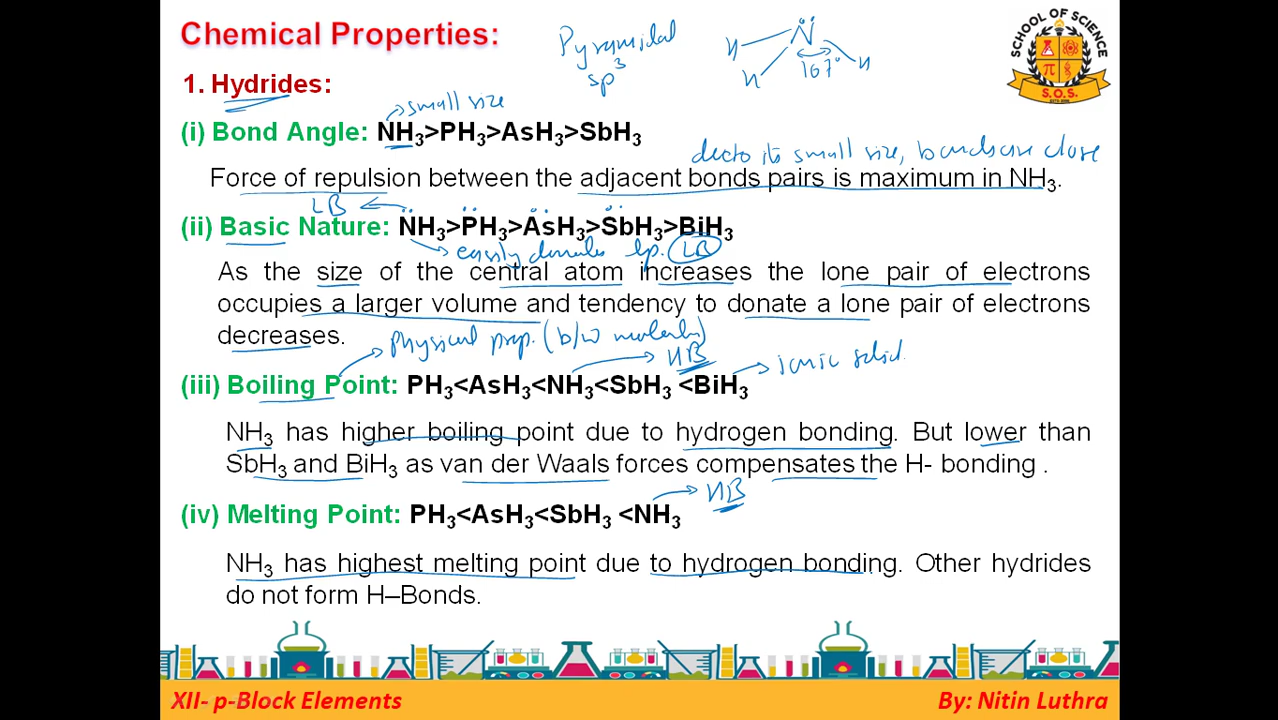 Chemical Properties:
Pyramidal
sp3
N
H
H
H
107°
SCHOOL OF SCIENCE
S.O.S.
1. Hydrides:
small size
(i) Bond Angle: NH3>PH3>AsH3>SbH3
due to its small size, bonds are close
Force of repulsion between the adjacent bonds pairs is maximum in NH3.
LB
(ii) Basic Nature: NH3>PH3>AsH3>SbH3>BiH3
easily donates lp. LB
As the size of the central atom increases the lone pair of electrons
occupies a larger volume and tendency to donate a lone pair of electrons
decreases.
Physical prop. (b/w molecules)
HB
ionic solid
(iii) Boiling Point: PH3<AsH3<NH3<SbH3 <BiH3
NH3 has higher boiling point due to hydrogen bonding. But lower than
SbH3 and BiH3 as van der Waals forces compensates the H- bonding .
HB
(iv) Melting Point: PH3<AsH3<SbH3 <NH3
NH3 has highest melting point due to hydrogen bonding. Other hydrides
do not form H–Bonds.
XII- p-Block Elements
By: Nitin Luthra